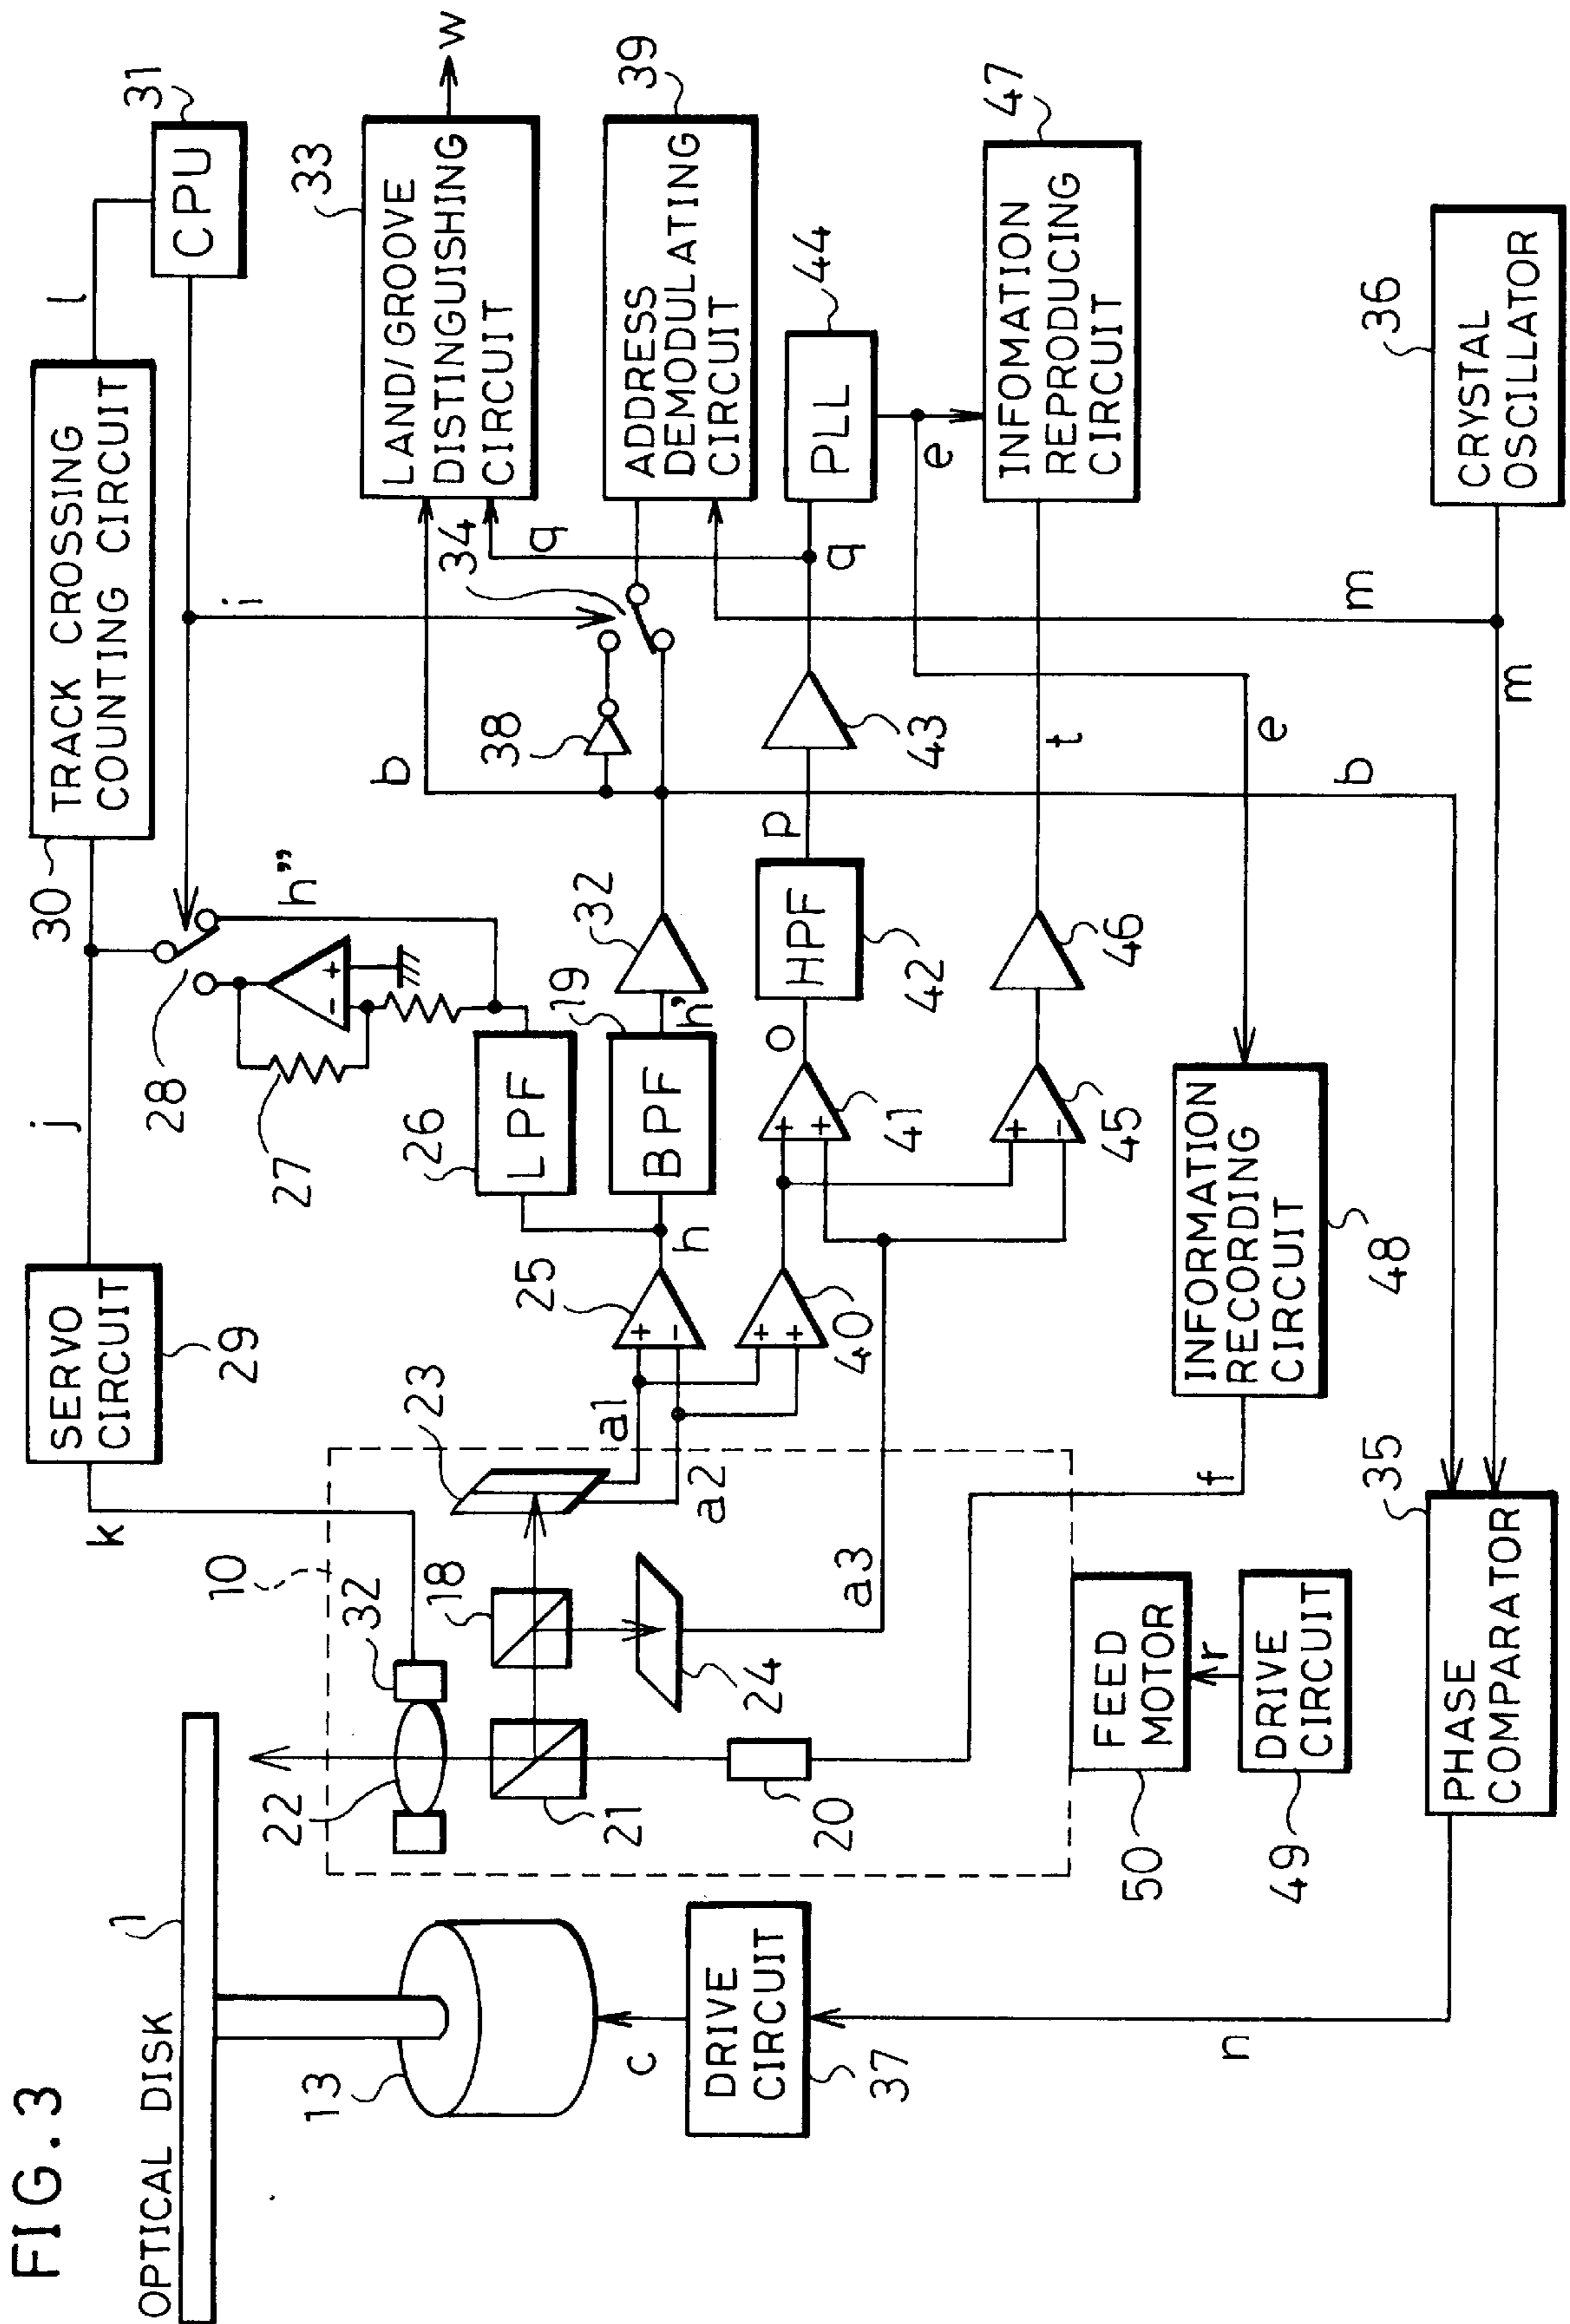 FIG. 3
OPTICAL DISK
1
13
c
DRIVE
CIRCUIT
37
n
10
22
32
21
20
18
23
24
k
a1
a2
a3
f
FEED
MOTOR
50
r
DRIVE
CIRCUIT
49
PHASE
COMPARATOR
35
SERVO
CIRCUIT
29
j
25
+
-
h
40
+
+
LPF
26
BPF
19
h'
27
28
-
+
h"
41
+
+
o
45
+
-
HPF
42
p
46
t
INFORMATION
RECORDING
CIRCUIT
48
e
32
38
b
b
43
34
i
q
q
TRACK CROSSING
COUNTING CIRCUIT
30
l
CPU
31
LAND/GROOVE
DISTINGUISHING
CIRCUIT
33
w
ADDRESS
DEMODULATING
CIRCUIT
39
PLL
44
e
INFOMATION
REPRODUCING
CIRCUIT
47
m
m
CRYSTAL
OSCILLATOR
36